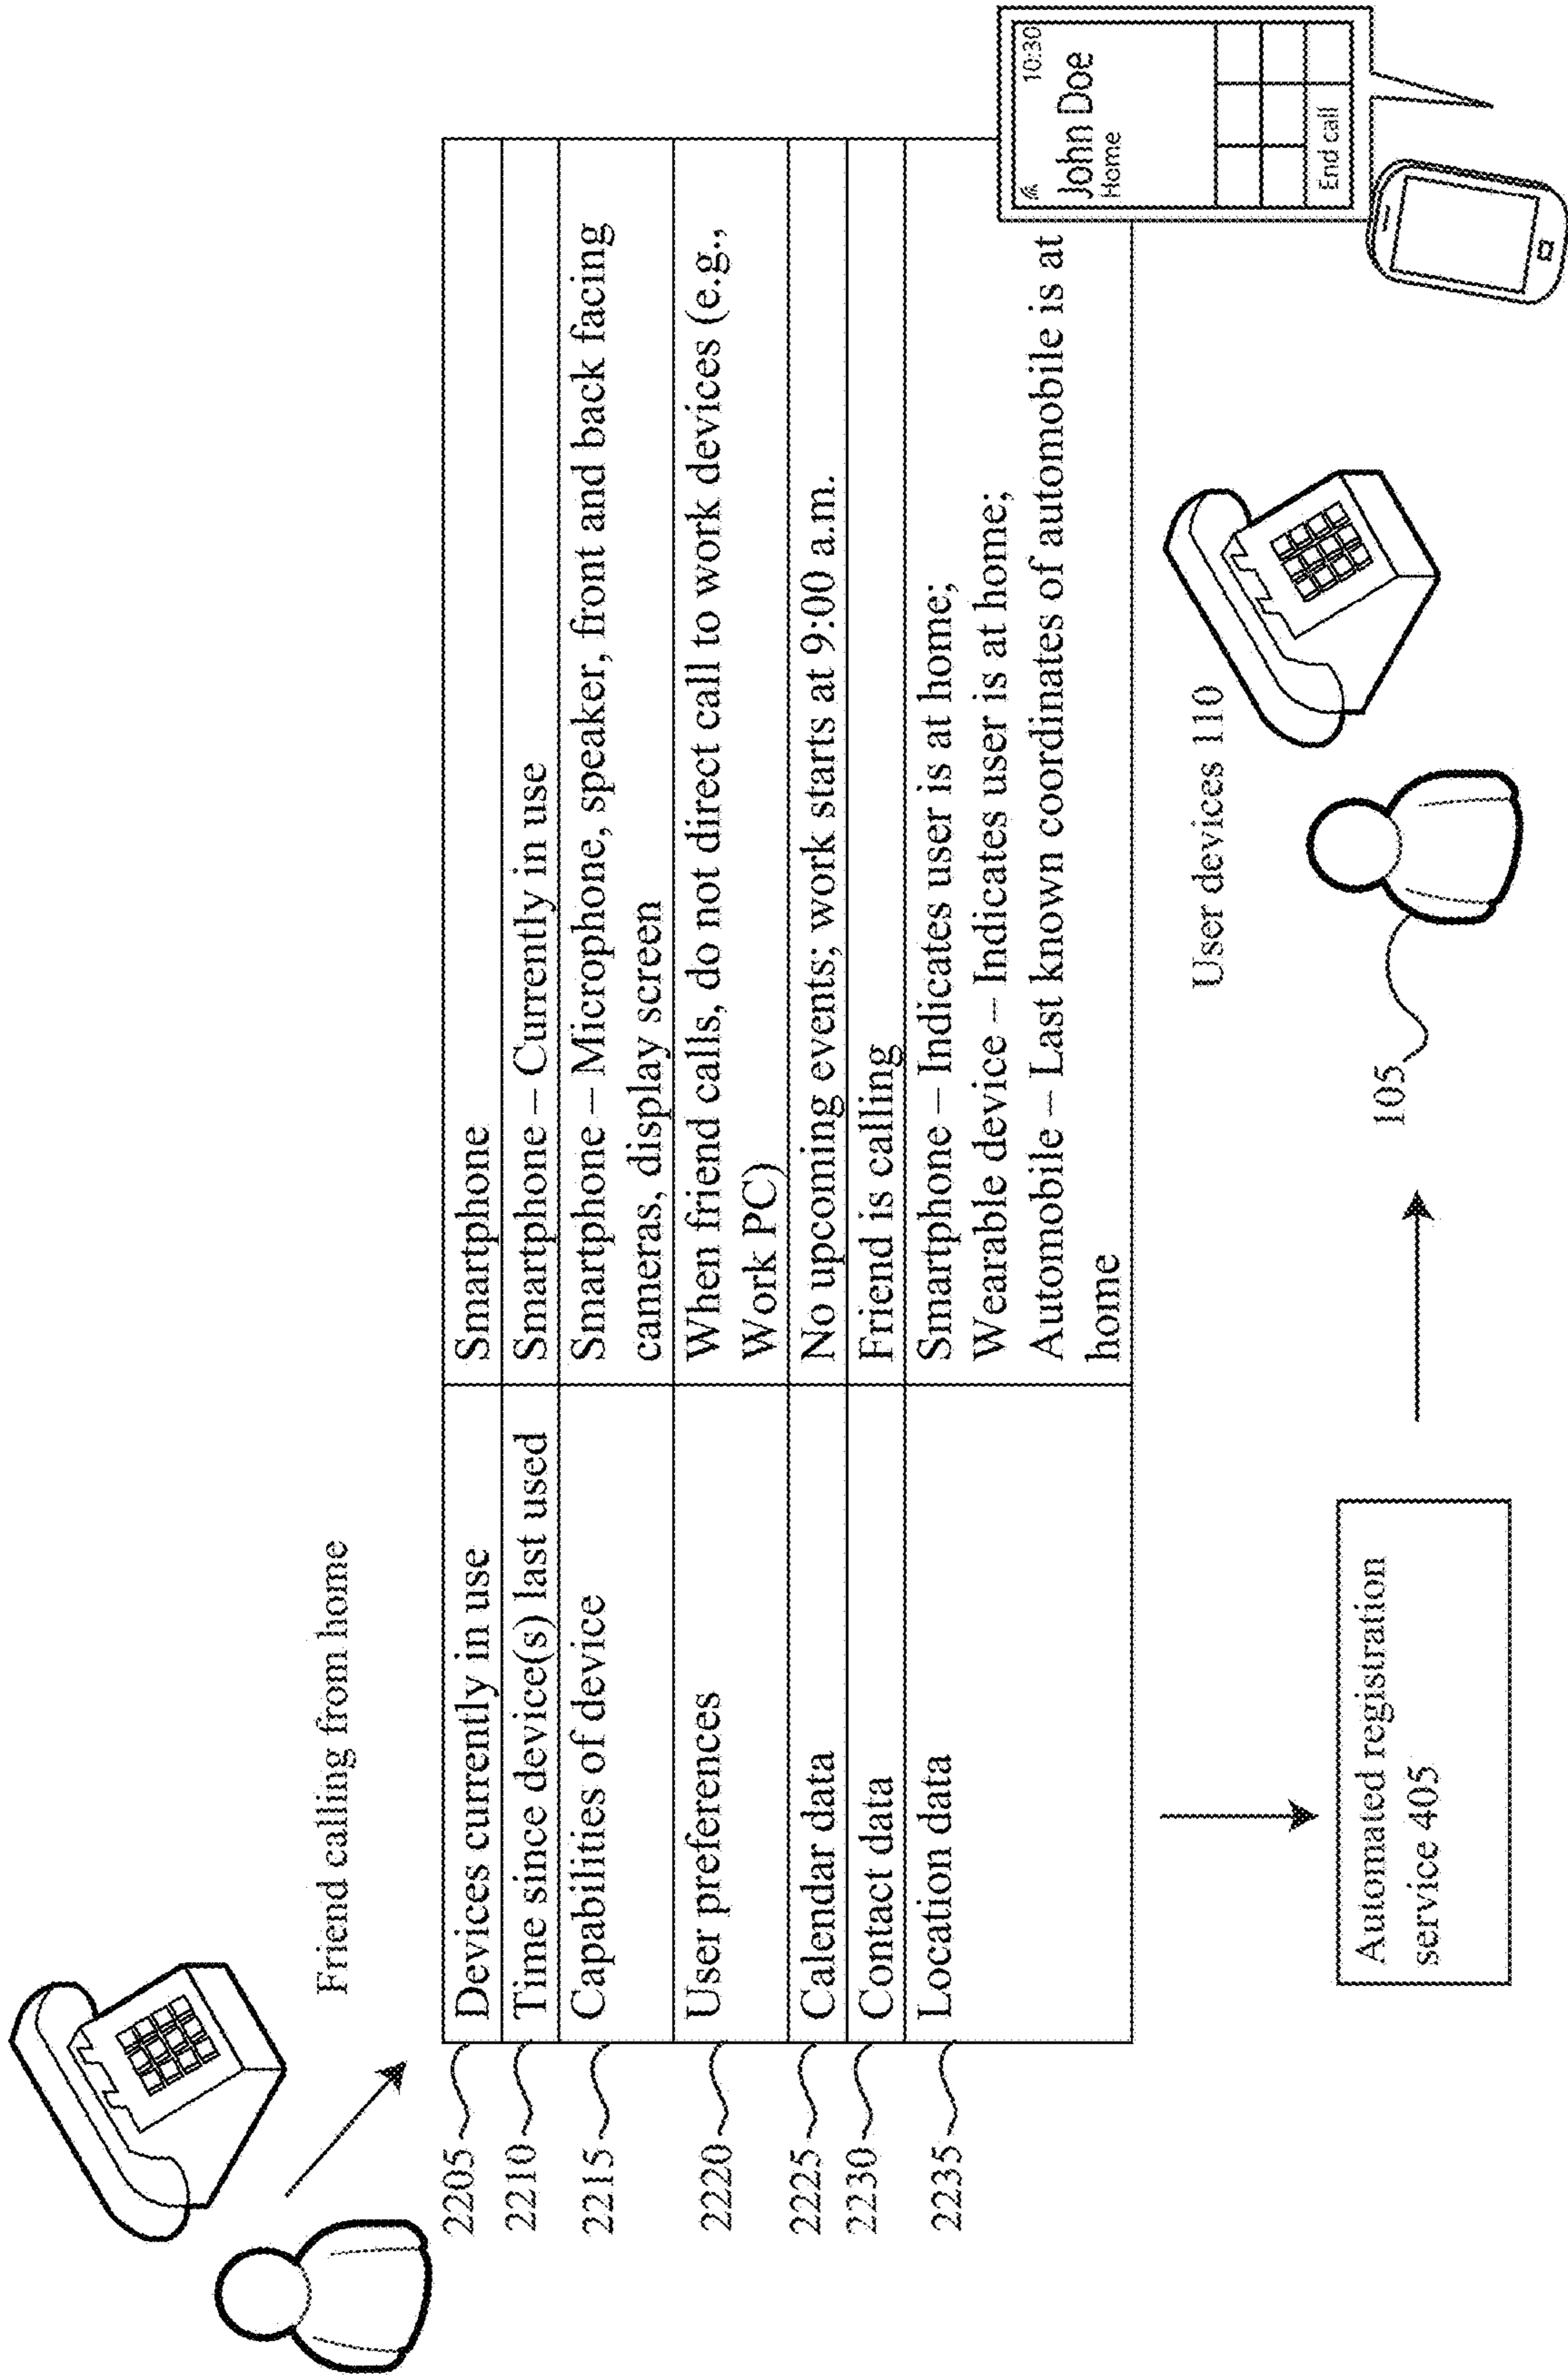 Friend calling from home
2205
Devices currently in use
Smartphone
2210
Time since device(s) last used
Smartphone – Currently in use
2215
Capabilities of device
Smartphone – Microphone, speaker, front and back facing
cameras, display screen
2220
User preferences
When friend calls, do not direct call to work devices (e.g.,
Work PC)
2225
Calendar data
No upcoming events; work starts at 9:00 a.m.
2230
Contact data
Friend is calling
2235
Location data
Smartphone – Indicates user is at home;
Wearable device – Indicates user is at home;
Automobile – Last known coordinates of automobile is at
home
10:30
John Doe
Home
End call
User devices 110
105
Automated registration
service 405